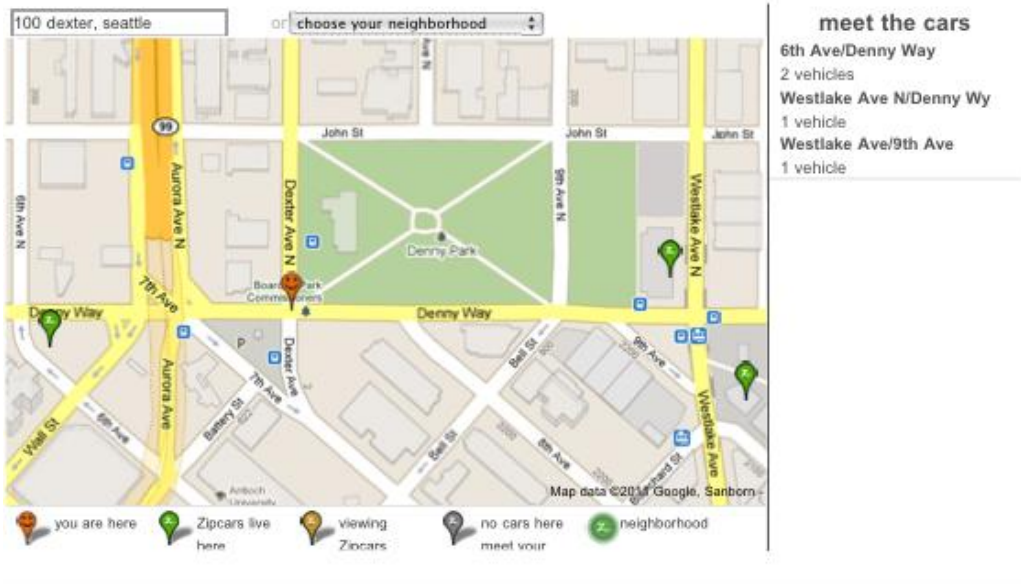 100 dexter, seattle
or choose your neighborhood
meet the cars
6th Ave/Denny Way
2 vehicles
Westlake Ave N/Denny Wy
1 vehicle
Westlake Ave/9th Ave
1 vehicle
99
John St
John St
John St
6th Ave N
Aurora Ave N
Dexter Ave N
9th Ave N
Westlake Ave N
Denny Park
7th Ave
Commissioners
Denny Way
Denny Way
P
Aurora Ave
7th Ave
Dexter Ave
Bell St
9th Ave
Westlake Ave
Wall St
6th Ave
Battery St
Bell St
8th Ave
Antioch
University
Map data ©2011 Google, Sanborn -
you are here
Zipcars live
here
viewing
Zipcars
no cars here
meet your
neighborhood